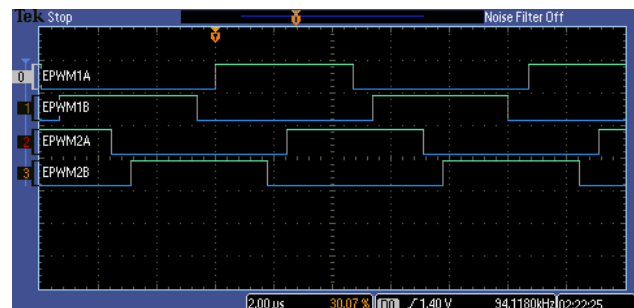 Tek Stop
Noise Filter Off
0 EPWM1A
1 EPWM1B
2 EPWM2A
3 EPWM2B
2.00 µs 30.07 % D0 1.40 V 94.1180kHz 02:22:25